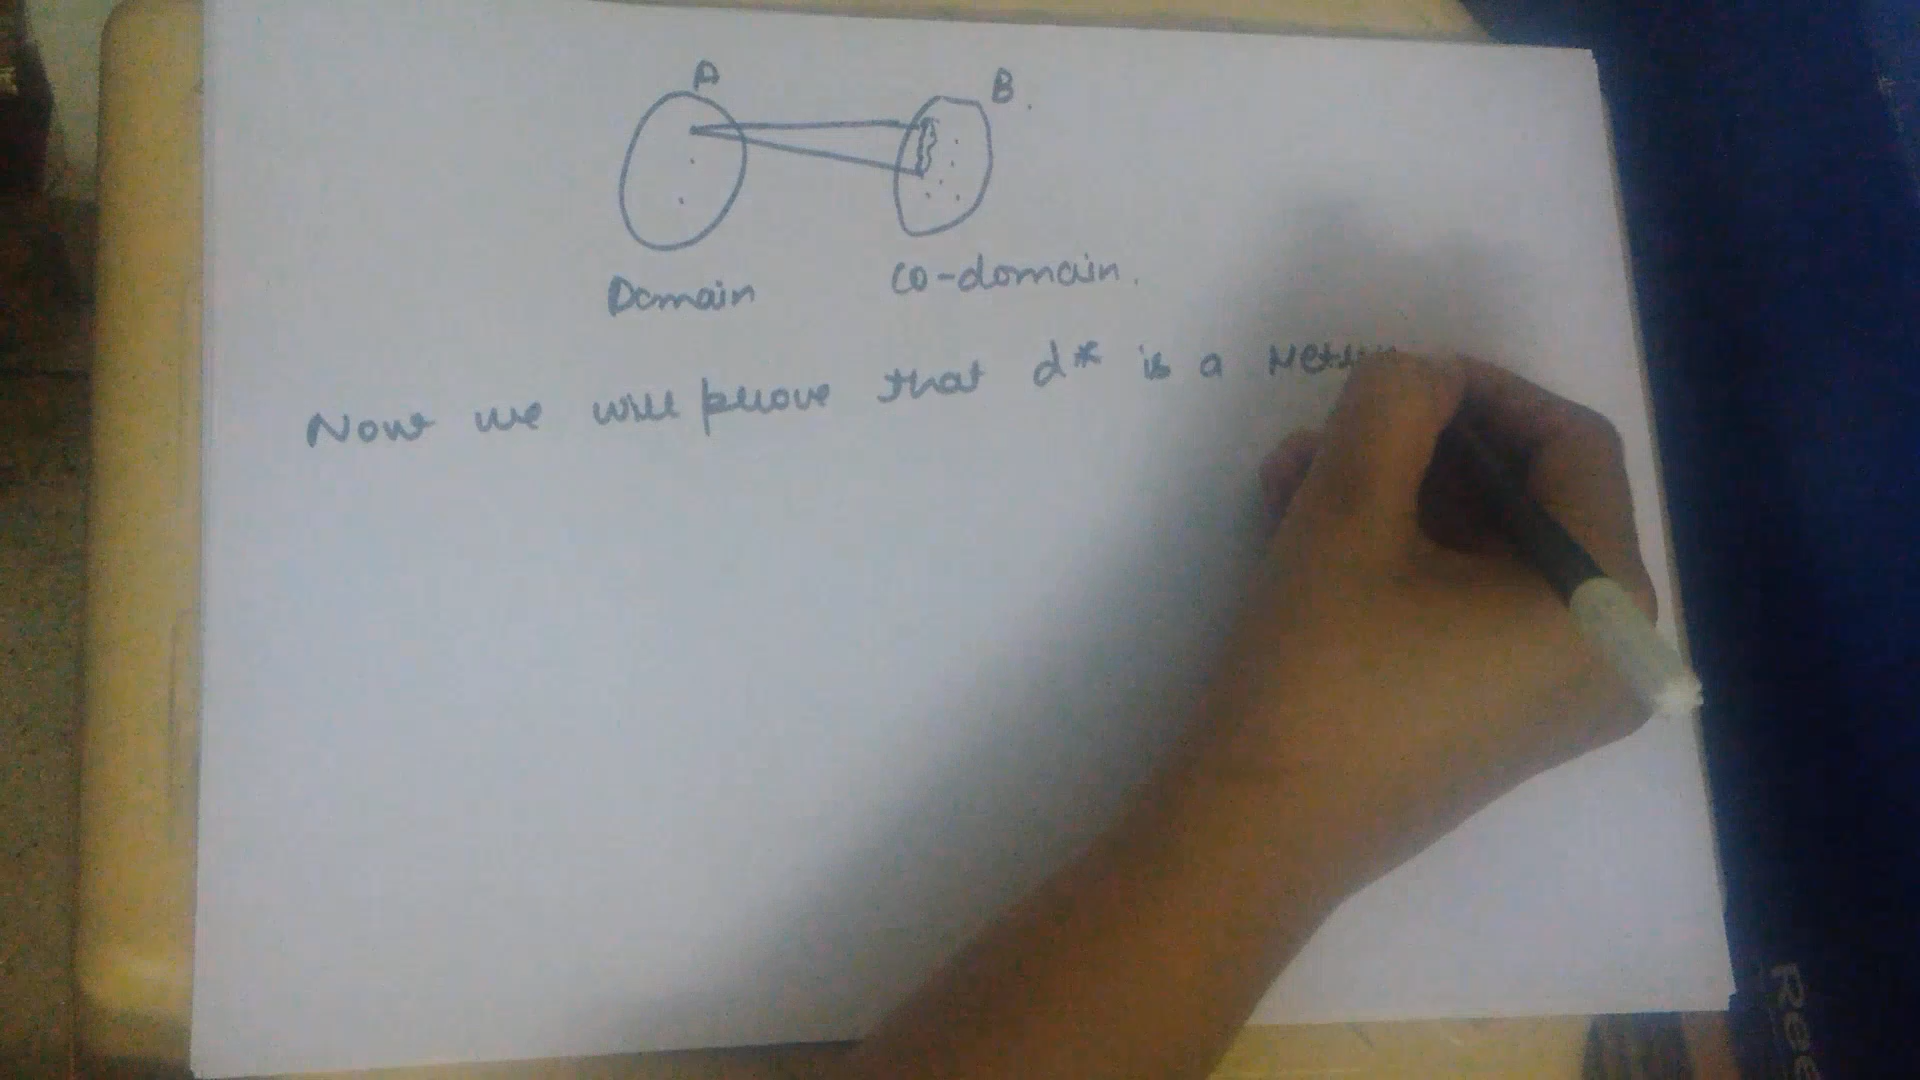 A B.
Domain co-domain.
Now we will prove that d* is a